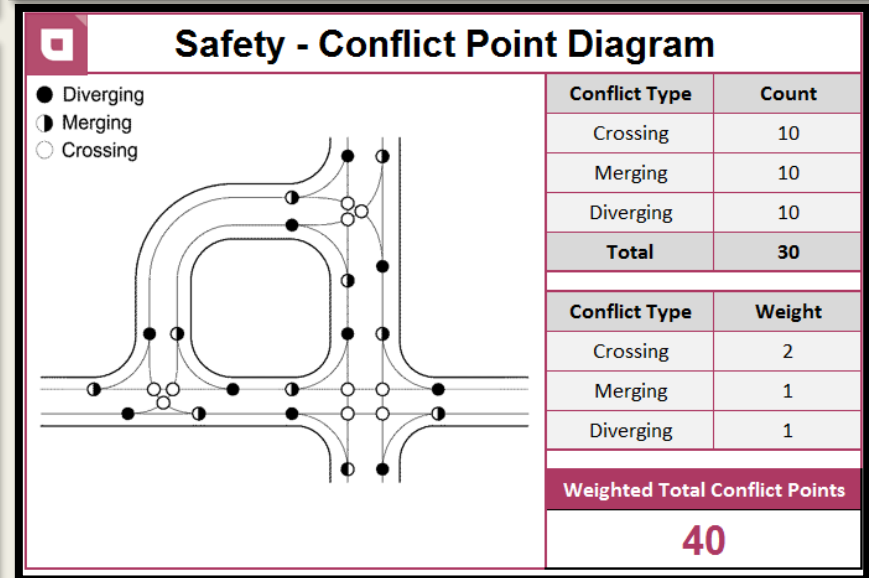 Safety - Conflict Point Diagram
Diverging
Merging
Crossing
Conflict Type Count
Crossing 10
Merging 10
Diverging 10
Total 30
Conflict Type Weight
Crossing 2
Merging 1
Diverging 1
Weighted Total Conflict Points
40